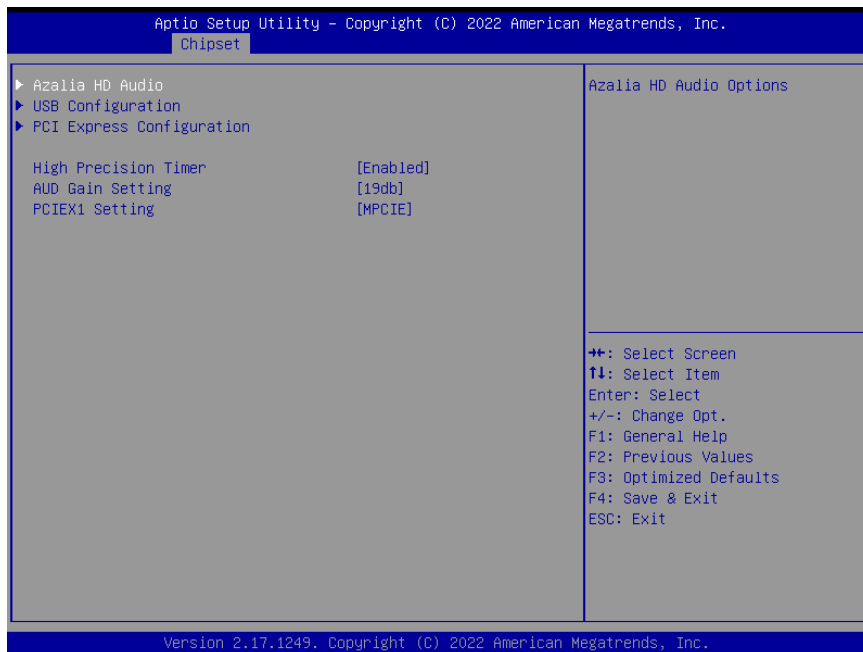 Aptio Setup Utility – Copyright (C) 2022 American Megatrends, Inc.
Chipset
▶ Azalia HD Audio
▶ USB Configuration
▶ PCI Express Configuration
High Precision Timer [Enabled]
AUD Gain Setting [19db]
PCIEX1 Setting [MPCIE]
Azalia HD Audio Options
→←: Select Screen
↑↓: Select Item
Enter: Select
+/-: Change Opt.
F1: General Help
F2: Previous Values
F3: Optimized Defaults
F4: Save & Exit
ESC: Exit
Version 2.17.1249. Copyright (C) 2022 American Megatrends, Inc.